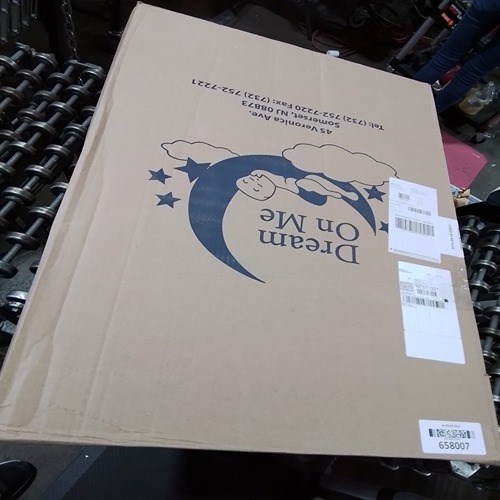 Dream
On Me
45 Veronica Ave.
Somerset, NJ 08873
Tel: (732) 752-7220 Fax: (732) 752-7221
658007